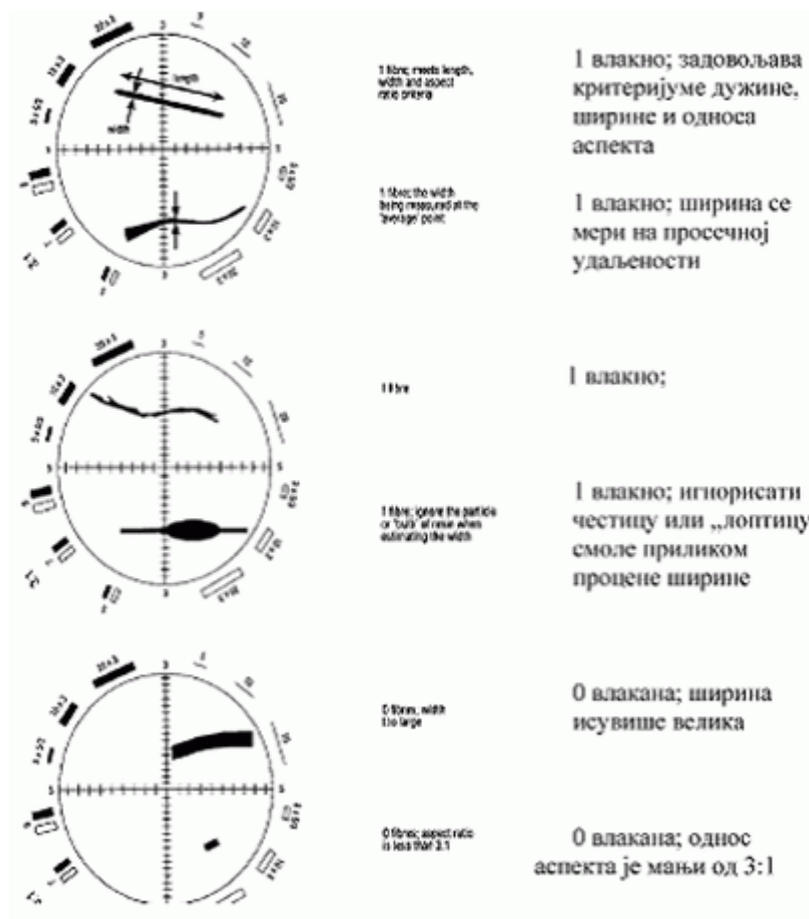 length
width
1 fibre; meets length,
width and aspect
ratio criteria
1 влакно; задовољава
критеријуме дужине,
ширине и односа
аспекта
1 fibre; the width
being measured at the
'average' point
1 влакно; ширина се
мери на просечној
удаљености
1 fibre
1 влакно;
1 fibre; ignore the particle
or 'bulb' of resin when
estimating the width
1 влакно; игнорисати
честицу или „лоптицу
смоле приликом
процене ширине
0 fibres, width
too large
0 влакана; ширина
исувише велика
0 fibres; aspect ratio
is less than 3:1
0 влакана; однос
аспекта је мањи од 3:1